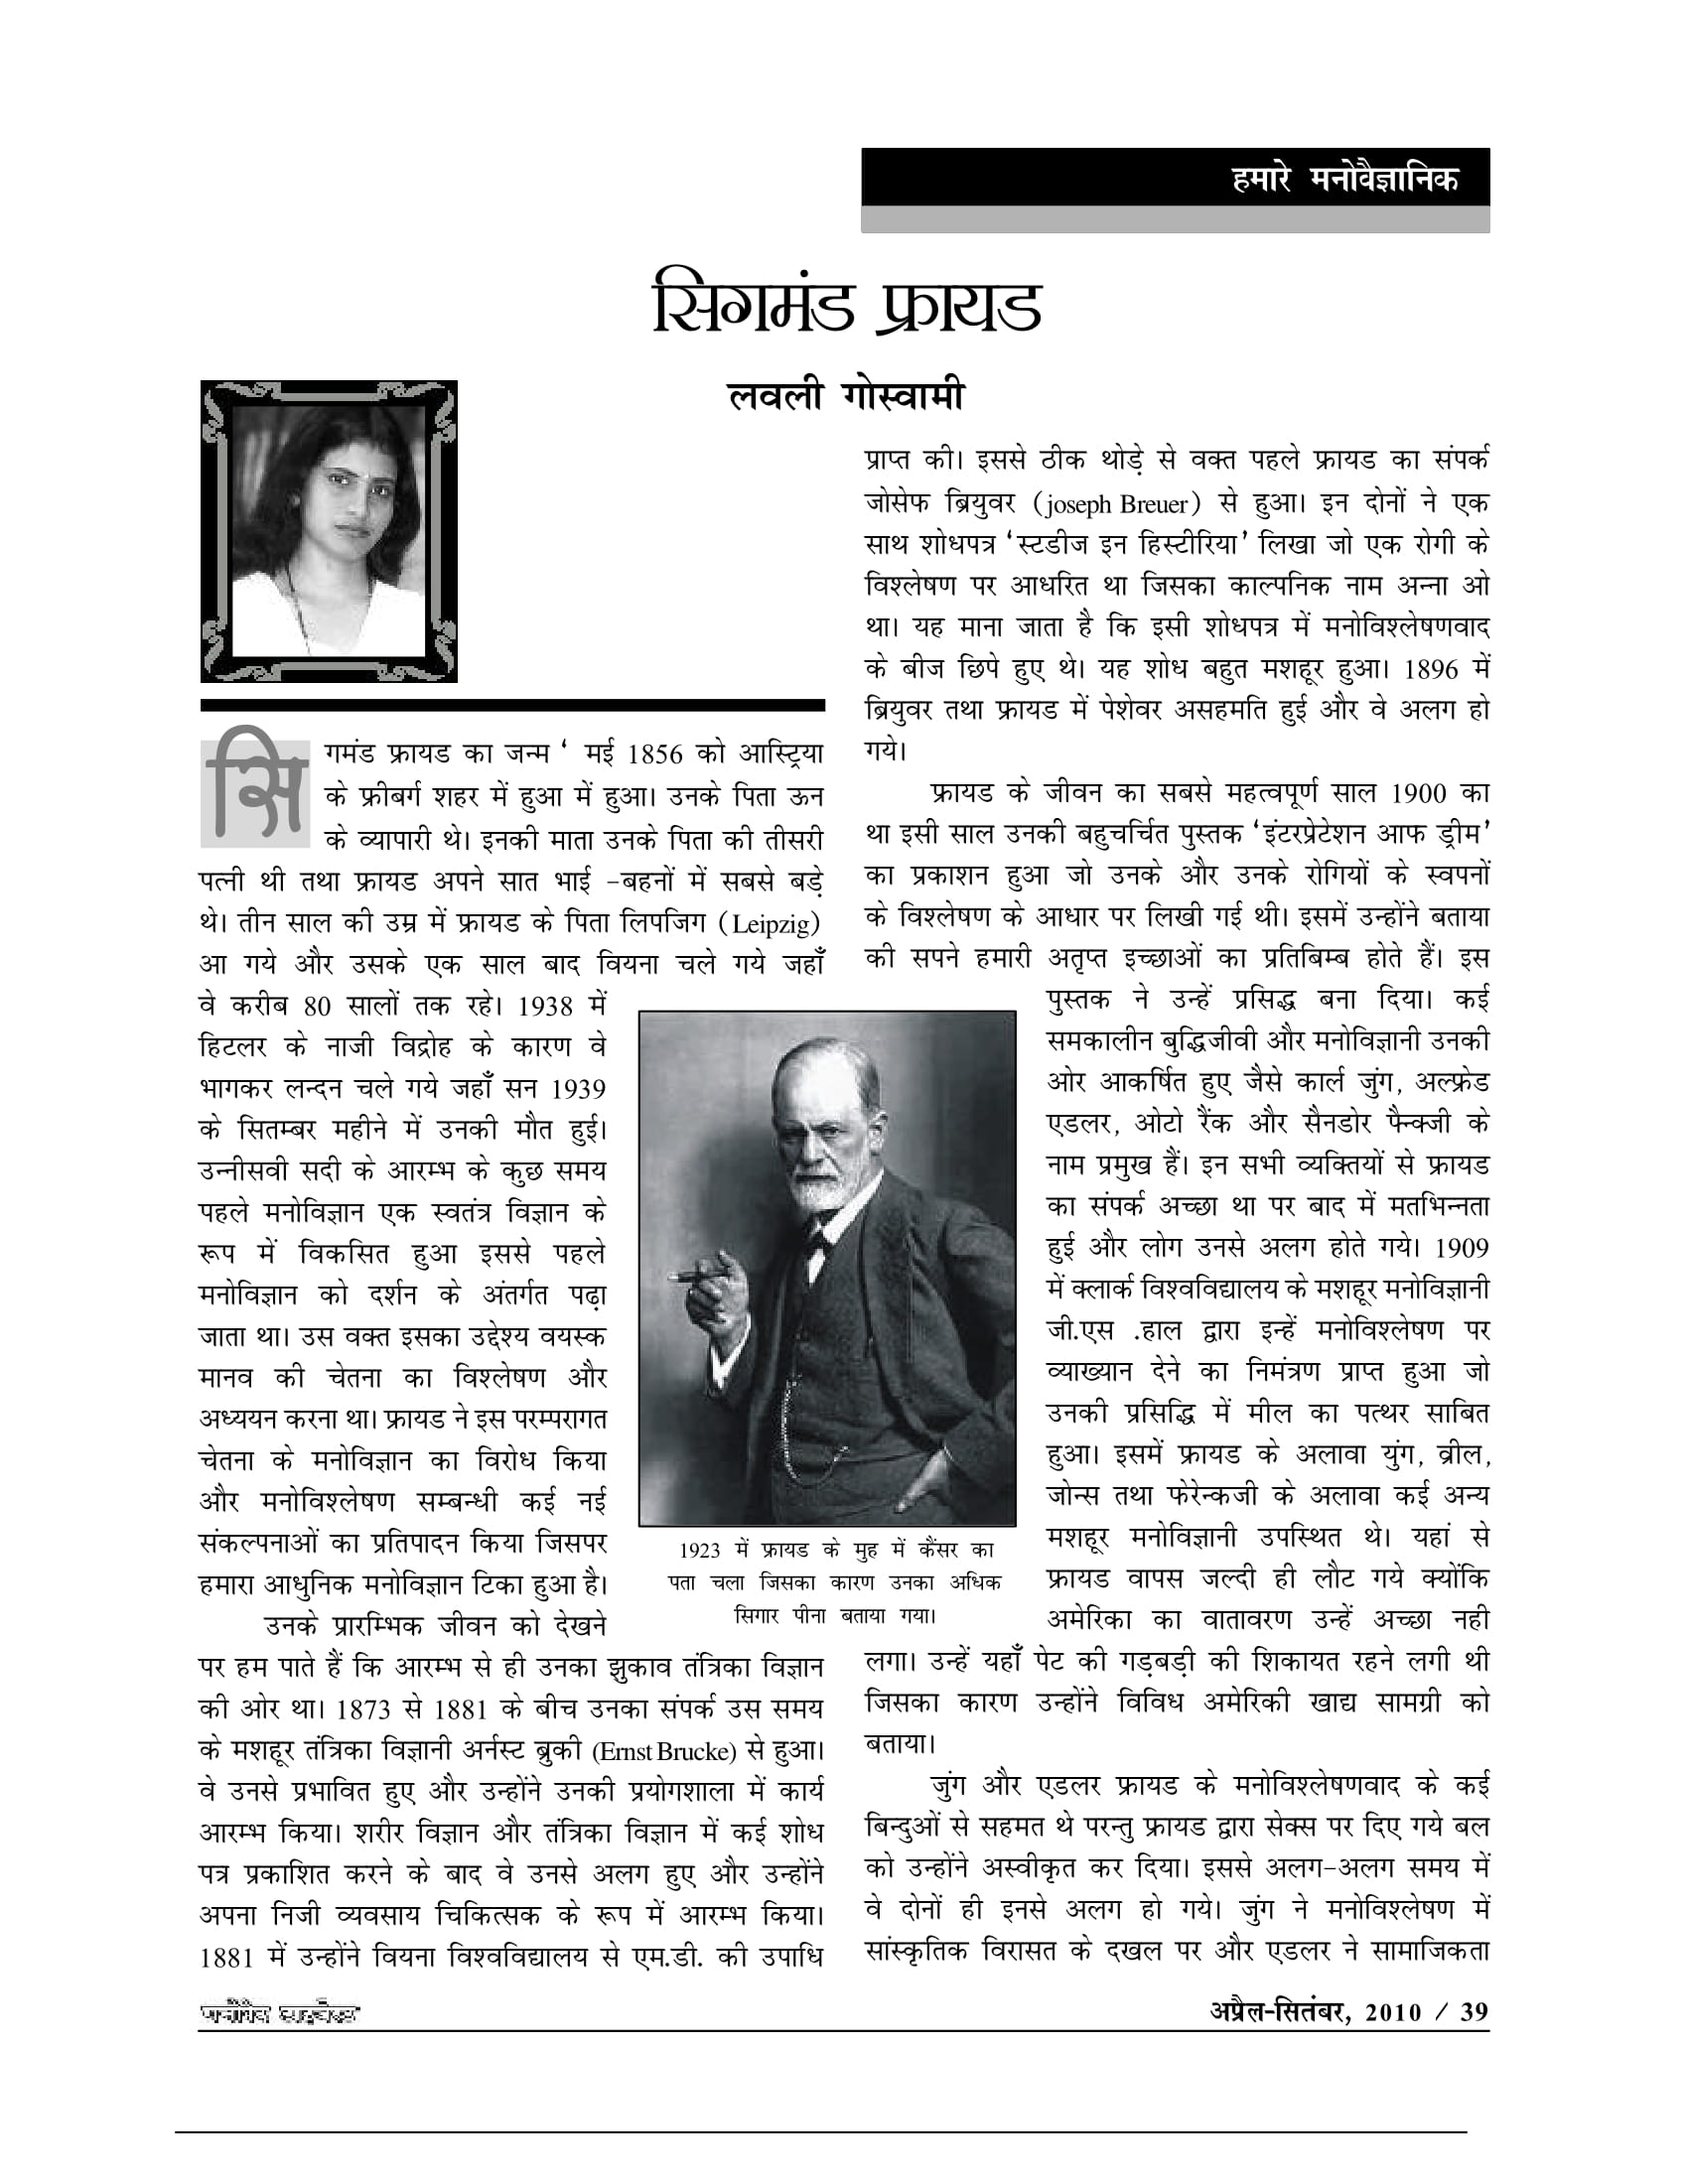 हमारे मनोवैज्ञानिक
सिगमंड फ्रायड
लवली गोस्वामी
सिगमंड फ्रायड का जन्म ‘ मई 1856 को आस्ट्रिया
के फ्रीबर्ग शहर में हुआ में हुआ। उनके पिता ऊन
के व्यापारी थे। इनकी माता उनके पिता की तीसरी
पत्नी थी तथा फ्रायड अपने सात भाई -बहनों में सबसे बड़े
थे। तीन साल की उम्र में फ्रायड के पिता लिपजिग (Leipzig)
आ गये और उसके एक साल बाद वियना चले गये जहाँ
वे करीब 80 सालों तक रहे। 1938 में
हिटलर के नाजी विद्रोह के कारण वे
भागकर लन्दन चले गये जहाँ सन 1939
के सितम्बर महीने में उनकी मौत हुई।
उन्नीसवी सदी के आरम्भ के कुछ समय
पहले मनोविज्ञान एक स्वतंत्र विज्ञान के
रूप में विकसित हुआ इससे पहले
मनोविज्ञान को दर्शन के अंतर्गत पढ़ा
जाता था। उस वक्त इसका उद्देश्य वयस्क
मानव की चेतना का विश्लेषण और
अध्ययन करना था। फ्रायड ने इस परम्परागत
चेतना के मनोविज्ञान का विरोध किया
और मनोविश्लेषण सम्बन्धी कई नई
संकल्पनाओं का प्रतिपादन किया जिसपर
हमारा आधुनिक मनोविज्ञान टिका हुआ है।
उनके प्रारम्भिक जीवन को देखने
पर हम पाते हैं कि आरम्भ से ही उनका झुकाव तंत्रिका विज्ञान
की ओर था। 1873 से 1881 के बीच उनका संपर्क उस समय
के मशहूर तंत्रिका विज्ञानी अर्नस्ट ब्रुकी (Ernst Brucke) से हुआ।
वे उनसे प्रभावित हुए और उन्होंने उनकी प्रयोगशाला में कार्य
आरम्भ किया। शरीर विज्ञान और तंत्रिका विज्ञान में कई शोध
पत्र प्रकाशित करने के बाद वे उनसे अलग हुए और उन्होंने
अपना निजी व्यवसाय चिकित्सक के रूप में आरम्भ किया।
1881 में उन्होंने वियना विश्वविद्यालय से एम.डी. की उपाधि
प्राप्त की। इससे ठीक थोड़े से वक्त पहले फ्रायड का संपर्क
जोसेफ ब्रियुवर (joseph Breuer) से हुआ। इन दोनों ने एक
साथ शोधपत्र ‘स्टडीज इन हिस्टीरिया’ लिखा जो एक रोगी के
विश्लेषण पर आधरित था जिसका काल्पनिक नाम अन्ना ओ
था। यह माना जाता है कि इसी शोधपत्र में मनोविश्लेषणवाद
के बीज छिपे हुए थे। यह शोध बहुत मशहूर हुआ। 1896 में
ब्रियुवर तथा फ्रायड में पेशेवर असहमति हुई और वे अलग हो
गये।
फ्रायड के जीवन का सबसे महत्वपूर्ण साल 1900 का
था इसी साल उनकी बहुचर्चित पुस्तक ‘इंटरप्रेटेशन आफ ड्रीम’
का प्रकाशन हुआ जो उनके और उनके रोगियों के स्वपनों
के विश्लेषण के आधार पर लिखी गई थी। इसमें उन्होंने बताया
की सपने हमारी अतृप्त इच्छाओं का प्रतिबिम्ब होते हैं। इस
पुस्तक ने उन्हें प्रसिद्ध बना दिया। कई
समकालीन बुद्धिजीवी और मनोविज्ञानी उनकी
ओर आकर्षित हुए जैसे कार्ल जुंग, अल्फ्रेड
एडलर, ओटो रैंक और सैनडोर फैन्क्जी के
नाम प्रमुख हैं। इन सभी व्यक्तियों से फ्रायड
का संपर्क अच्छा था पर बाद में मतभिन्नता
हुई और लोग उनसे अलग होते गये। 1909
में क्लार्क विश्वविद्यालय के मशहूर मनोविज्ञानी
जी.एस .हाल द्वारा इन्हें मनोविश्लेषण पर
व्याख्यान देने का निमंत्रण प्राप्त हुआ जो
उनकी प्रसिद्धि में मील का पत्थर साबित
हुआ। इसमें फ्रायड के अलावा युंग, व्रील,
जोन्स तथा फेरेन्कजी के अलावा कई अन्य
मशहूर मनोविज्ञानी उपस्थित थे। यहां से
फ्रायड वापस जल्दी ही लौट गये क्योंकि
अमेरिका का वातावरण उन्हें अच्छा नही
लगा। उन्हें यहाँ पेट की गड़बड़ी की शिकायत रहने लगी थी
जिसका कारण उन्होंने विविध अमेरिकी खाद्य सामग्री को
बताया।
जुंग और एडलर फ्रायड के मनोविश्लेषणवाद के कई
बिन्दुओं से सहमत थे परन्तु फ्रायड द्वारा सेक्स पर दिए गये बल
को उन्होंने अस्वीकृत कर दिया। इससे अलग-अलग समय में
वे दोनों ही इनसे अलग हो गये। जुंग ने मनोविश्लेषण में
सांस्कृतिक विरासत के दखल पर और एडलर ने सामाजिकता
1923 में फ्रायड के मुह में कैंसर का
पता चला जिसका कारण उनका अधिक
सिगार पीना बताया गया।
अप्रैल-सितंबर, 2010 / 39